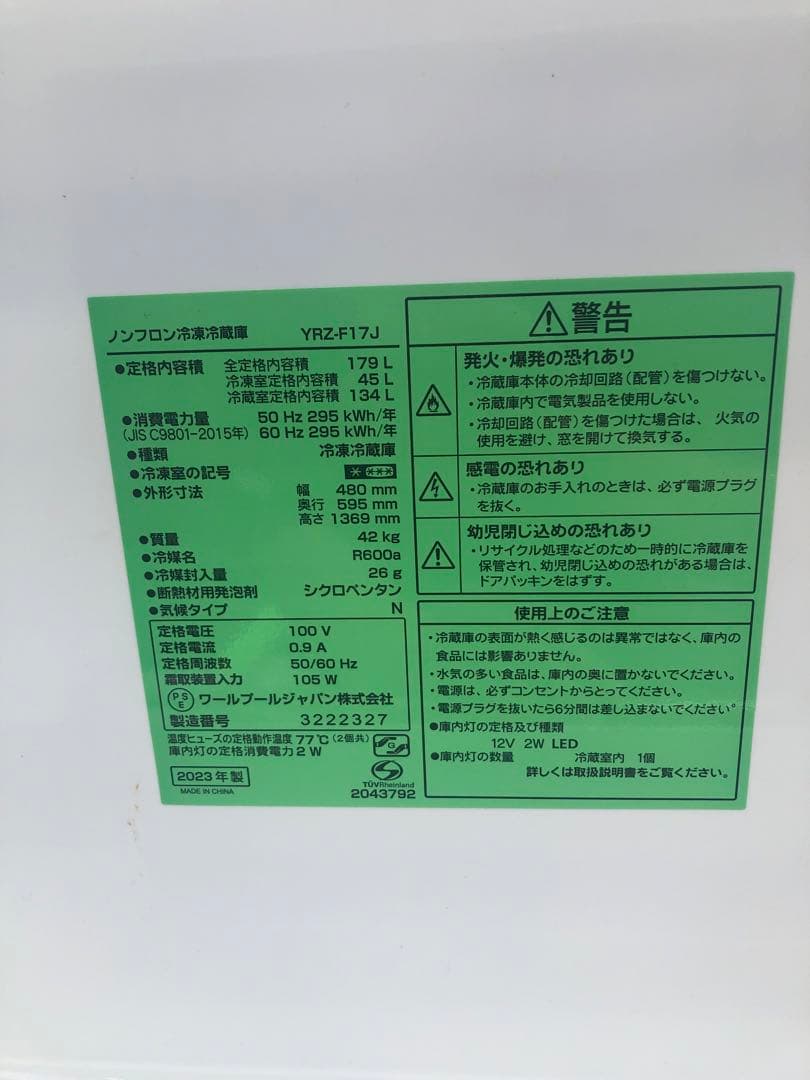 ノンフロン冷凍冷蔵庫 YRZ-F17J
●定格内容積 全定格内容積 179 L
冷凍室定格内容積 45 L
冷蔵室定格内容積 134 L
●消費電力量 50 Hz 295 kWh/年
(JIS C9801-2015年) 60 Hz 295 kWh/年
●種類 冷凍冷蔵庫
●冷凍室の記号
●外形寸法 幅 480 mm
奥行 595 mm
高さ 1369 mm
●質量 42 kg
●冷媒名 R600a
●冷媒封入量 26 g
●断熱材用発泡剤 シクロペンタン
●気候タイプ N
定格電圧 100 V
定格電流 0.9 A
定格周波数 50/60 Hz
霜取装置入力 105 W
PSE ワールプールジャパン株式会社
製造番号 3222327
温度ヒューズの定格動作温度 77℃(2個共)
庫内灯の定格消費電力 2 W
G
2023年製
MADE IN CHINA
TÜVRheinland
2043792
警告
発火・爆発の恐れあり
・冷蔵庫本体の冷却回路(配管)を傷つけない。
・冷蔵庫内で電気製品を使用しない。
・冷却回路(配管)を傷つけた場合は、火気の
使用を避け、窓を開けて換気する。
感電の恐れあり
・冷蔵庫のお手入れのときは、必ず電源プラグ
を抜く。
幼児閉じ込めの恐れあり
・リサイクル処理などのため一時的に冷蔵庫を
保管され、幼児閉じ込めの恐れがある場合は、
ドアパッキンをはずす。
使用上のご注意
・冷蔵庫の表面が熱く感じるのは異常ではなく、庫内の
食品には影響ありません。
・水気の多い食品は、庫内の奥に置かないでください。
・電源は、必ずコンセントからとってください。
・電源プラグを抜いたら6分間は差し込まないでください。
●庫内灯の定格及び種類
12V 2W LED
●庫内灯の数量 冷蔵室内 1個
詳しくは取扱説明書をご覧ください。